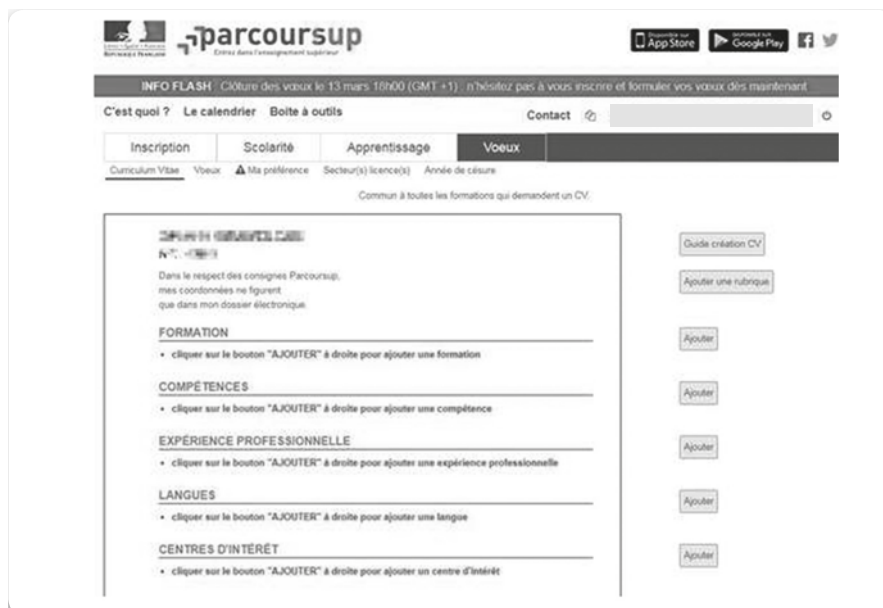 parcoursup
Entrez dans l'enseignement supérieur
RÉPUBLIQUE FRANÇAISE
App Store
Google Play
INFO FLASH Clôture des vœux le 13 mars 18h00 (GMT +1) : n'hésitez pas à vous inscrire et formuler vos vœux dès maintenant
C'est quoi ? Le calendrier Boîte à outils
Contact
Inscription Scolarité Apprentissage Voeux
Curriculum Vitae Voeux Ma préférence Secteur(s) licence(s) Année de césure
Commun à toutes les formations qui demandent un CV.
Guide création CV
Dans le respect des consignes Parcoursup,
mes coordonnées ne figurent
que dans mon dossier électronique.
Ajouter une rubrique
FORMATION
Ajouter
• cliquer sur le bouton "AJOUTER" à droite pour ajouter une formation
COMPÉTENCES
Ajouter
• cliquer sur le bouton "AJOUTER" à droite pour ajouter une compétence
EXPÉRIENCE PROFESSIONNELLE
Ajouter
• cliquer sur le bouton "AJOUTER" à droite pour ajouter une expérience professionnelle
LANGUES
Ajouter
• cliquer sur le bouton "AJOUTER" à droite pour ajouter une langue
CENTRES D'INTÉRÊT
Ajouter
• cliquer sur le bouton "AJOUTER" à droite pour ajouter un centre d'intérêt